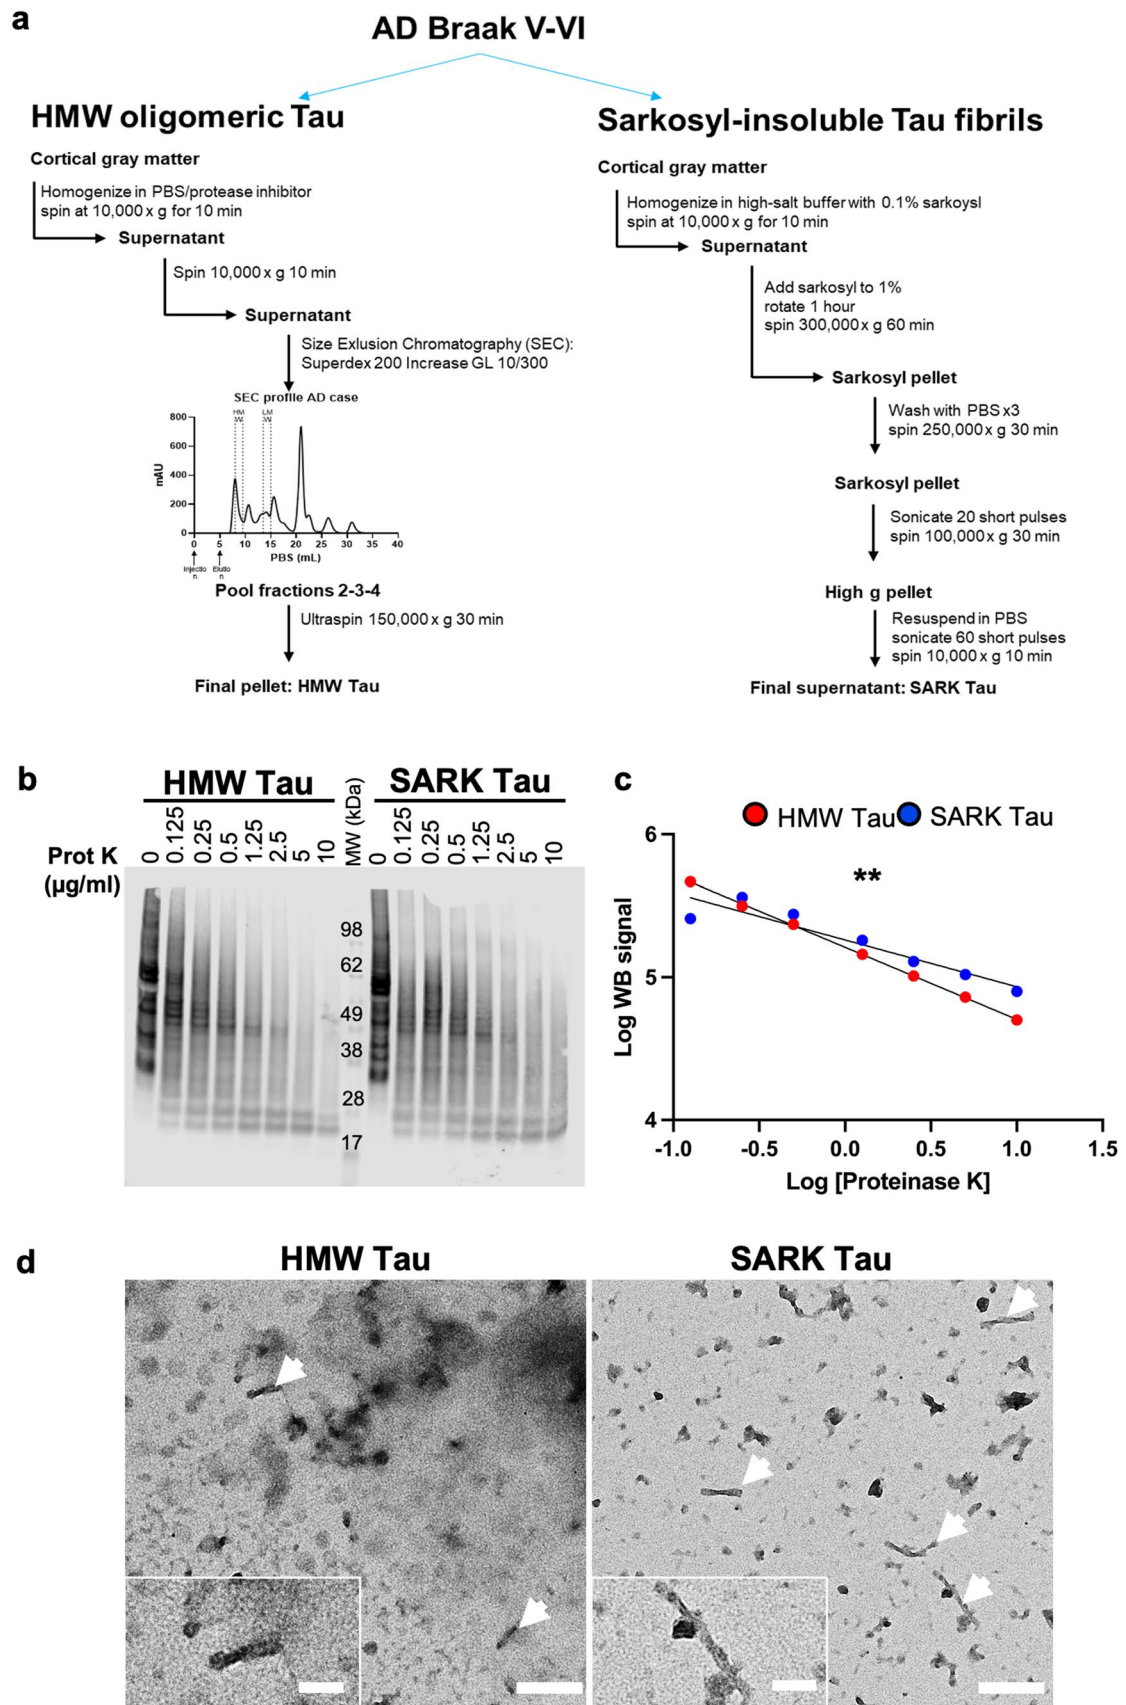 a
AD Braak V-VI
HMW oligomeric Tau
Cortical gray matter
Homogenize in PBS/protease inhibitor
spin at 10,000 x g for 10 min
Supernatant
Spin 10,000 x g 10 min
Supernatant
Size Exlusion Chromatography (SEC):
Superdex 200 Increase GL 10/300
SEC profile AD case
HM
W
LM
W
800
600
400
200
0
mAU
0 5 10 15 20 25 30 35 40
PBS (mL)
Injectio
n
Elutio
n
Pool fractions 2-3-4
Ultraspin 150,000 x g 30 min
Final pellet: HMW Tau
Sarkosyl-insoluble Tau fibrils
Cortical gray matter
Homogenize in high-salt buffer with 0.1% sarkoysl
spin at 10,000 x g for 10 min
Supernatant
Add sarkosyl to 1%
rotate 1 hour
spin 300,000 x g 60 min
Sarkosyl pellet
Wash with PBS x3
spin 250,000 x g 30 min
Sarkosyl pellet
Sonicate 20 short pulses
spin 100,000 x g 30 min
High g pellet
Resuspend in PBS
sonicate 60 short pulses
spin 10,000 x g 10 min
Final supernatant: SARK Tau
b
HMW Tau
MW (kDa)
SARK Tau
Prot K
(µg/ml)
0 0.125 0.25 0.5 1.25 2.5 5 10
0 0.125 0.25 0.5 1.25 2.5 5 10
98
62
49
38
28
17
c
HMW Tau
SARK Tau
**
6
5
4
Log WB signal
-1.0 -0.5 0.0 0.5 1.0 1.5
Log [Proteinase K]
d
HMW Tau
SARK Tau